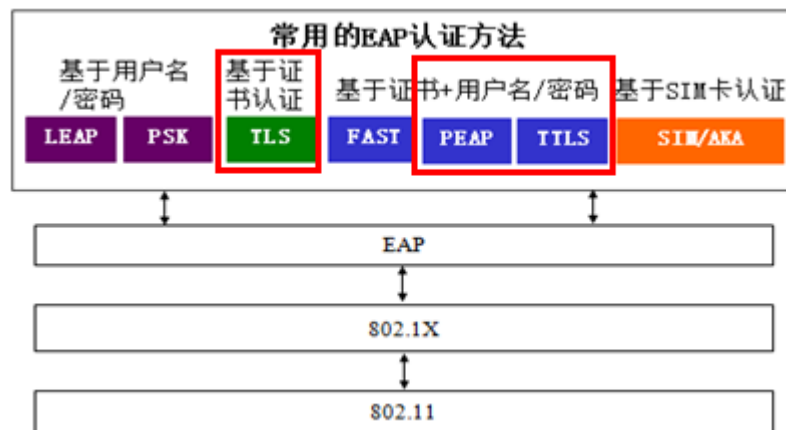 常用的EAP认证方法
基于用户名
/密码
基于证
书认证
基于证书+用户名/密码
基于SIM卡认证
LEAP PSK TLS FAST PEAP TTLS SIM/AKA
EAP
802.1X
802.11